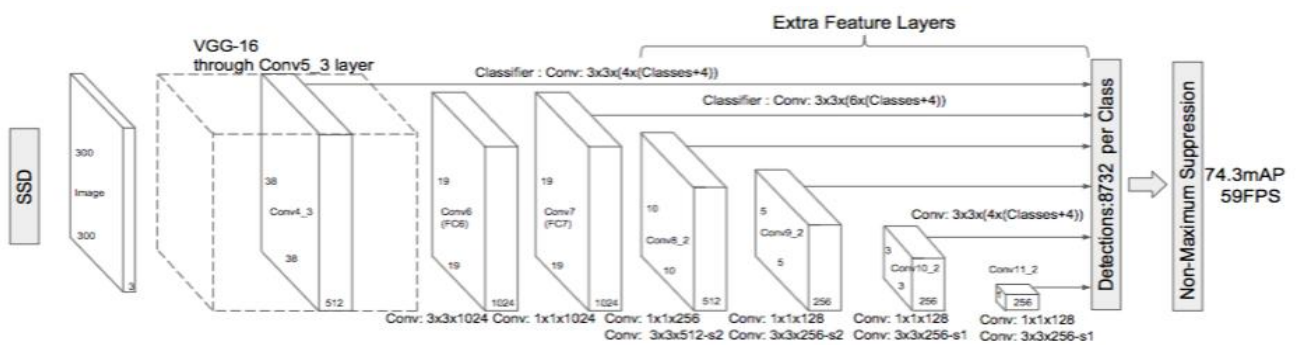 Extra Feature Layers
VGG-16
through Conv5_3 layer
Classifier : Conv: 3x3x(4x(Classes+4))
Classifier : Conv: 3x3x(6x(Classes+4))
SSD
300
Image
300
3
38
Conv4_3
38
512
19
Conv6
(FC6)
19
1024
19
Conv7
(FC7)
19
1024
10
Conv8_2
10
512
5
Conv9_2
5
256
Conv: 3x3x(4x(Classes+4))
3
Conv10_2
3
256
Conv11_2
256
Detections:8732 per Class
Non-Maximum Suppression
74.3mAP
59FPS
Conv: 3x3x1024
Conv: 1x1x1024
Conv: 1x1x256
Conv: 3x3x512-s2
Conv: 1x1x128
Conv: 3x3x256-s2
Conv: 1x1x128
Conv: 3x3x256-s1
Conv: 1x1x128
Conv: 3x3x256-s1